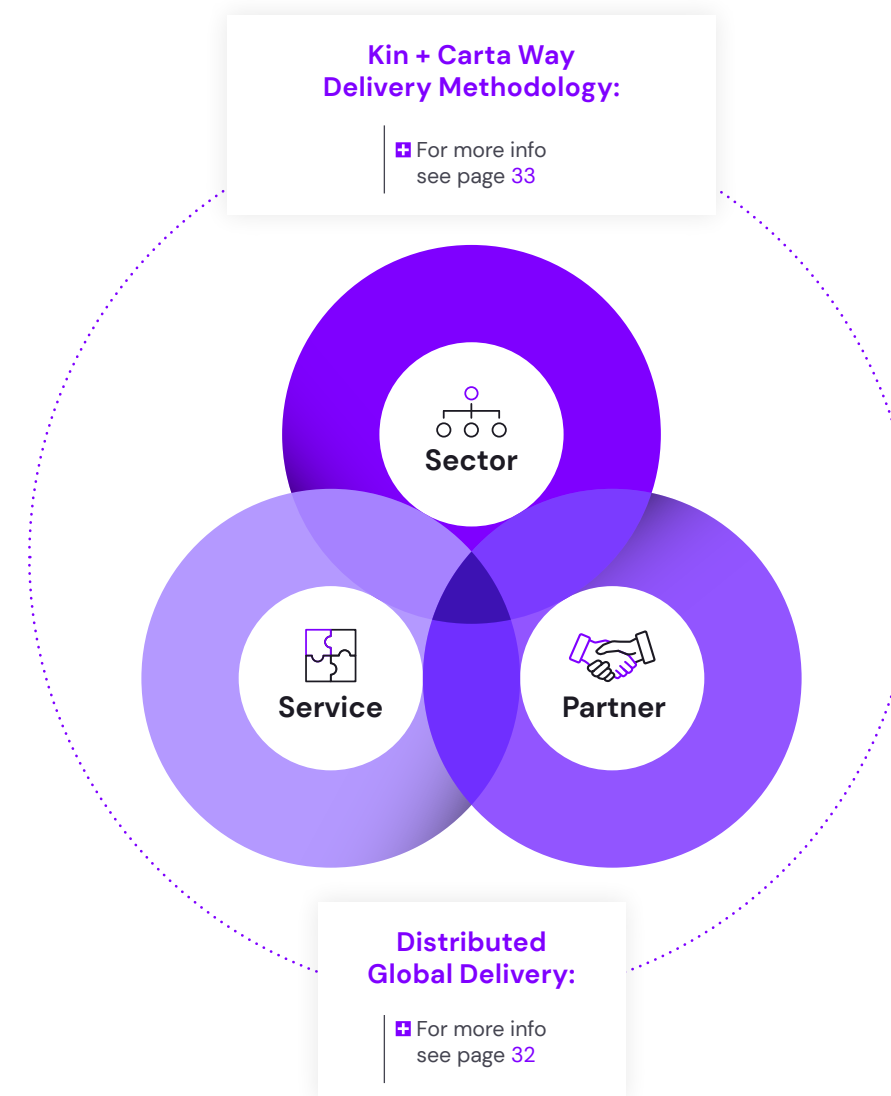 Kin + Carta Way
Delivery Methodology:
For more info
see page 33
Sector
Service
Partner
Distributed
Global Delivery:
For more info
see page 32